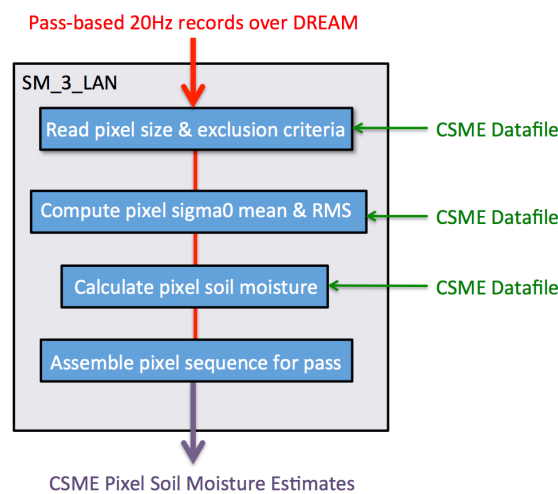 Pass-based 20Hz records over DREAM
SM_3_LAN
Read pixel size & exclusion criteria
CSME Datafile
Compute pixel sigma0 mean & RMS
CSME Datafile
Calculate pixel soil moisture
CSME Datafile
Assemble pixel sequence for pass
CSME Pixel Soil Moisture Estimates